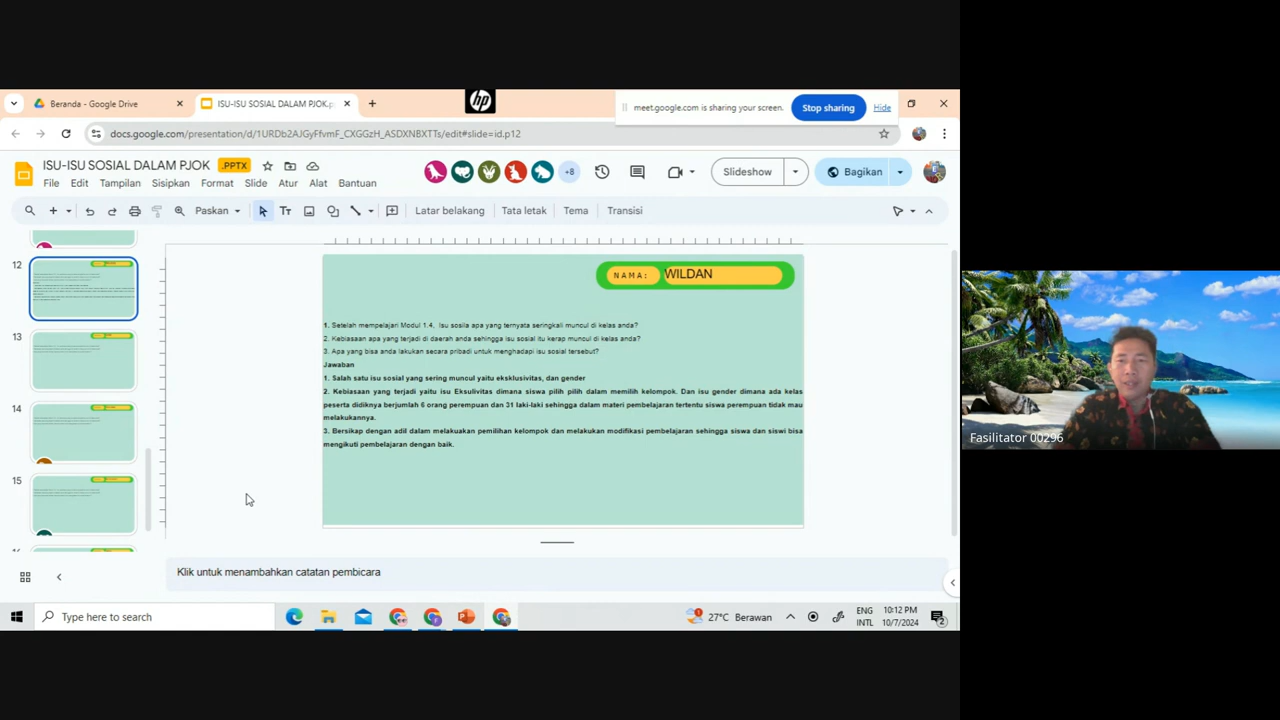 Beranda - Google Drive
ISU-ISU SOSIAL DALAM PJOK.p
hp
meet.google.com is sharing your screen.
Stop sharing
Hide
docs.google.com/presentation/d/1URDb2AJGyFfvmF_CXGGzH_ASDXNBXTTs/edit#slide=id.p12
ISU-ISU SOSIAL DALAM PJOK
.PPTX
+8
Slideshow
Bagikan
File Edit Tampilan Sisipkan Format Slide Atur Alat Bantuan
Paskan
Tt
Latar belakang
Tata letak
Tema
Transisi
12
13
14
15
NAMA:
WILDAN
1. Setelah mempelajari Modul 1.4, Isu sosila apa yang ternyata seringkali muncul di kelas anda?
2. Kebiasaan apa yang terjadi di daerah anda sehingga isu sosial itu kerap muncul di kelas anda?
3. Apa yang bisa anda lakukan secara pribadi untuk menghadapi isu sosial tersebut?
Jawaban
1. Salah satu isu sosial yang sering muncul yaitu eksklusivitas, dan gender
2. Kebiasaan yang terjadi yaitu isu Eksulivitas dimana siswa pilih pilih dalam memilih kelompok. Dan isu gender dimana ada kelas
peserta didiknya berjumlah 6 orang perempuan dan 31 laki-laki sehingga dalam materi pembelajaran tertentu siswa perempuan tidak mau
melakukannya.
3. Bersikap dengan adil dalam melakuakan pemilihan kelompok dan melakukan modifikasi pembelajaran sehingga siswa dan siswi bisa
mengikuti pembelajaran dengan baik.
Klik untuk menambahkan catatan pembicara
Type here to search
27°C Berawan
ENG
INTL
10:12 PM
10/7/2024
2
Fasilitator 00296